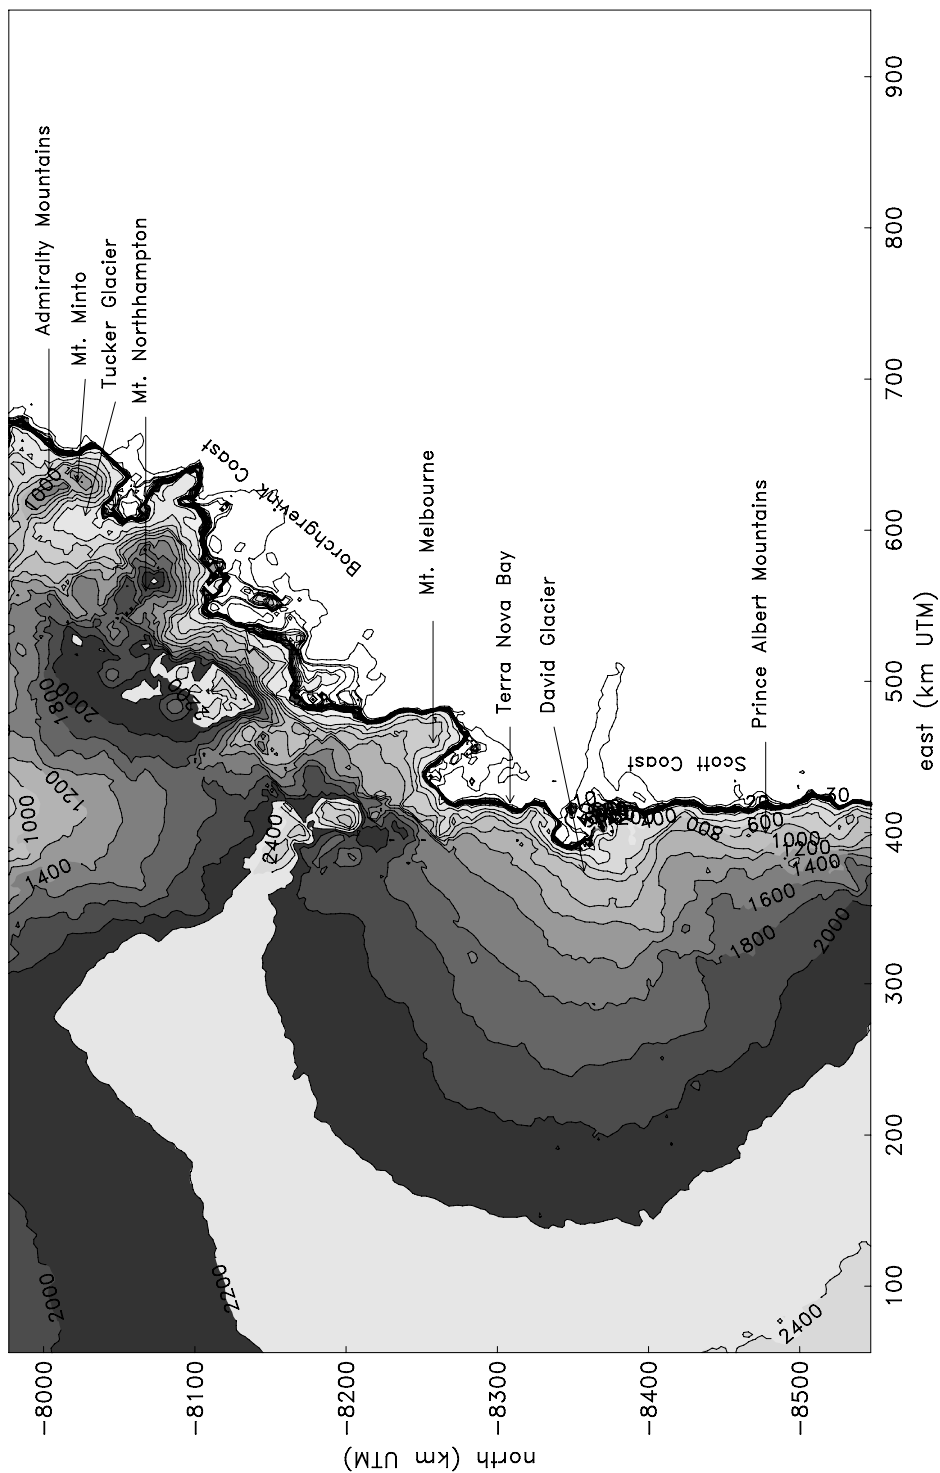 Admiralty Mountains
Mt. Minto
Tucker Glacier
Mt. Northhampton
Borchgrevink Coast
Mt. Melbourne
Terra Nova Bay
David Glacier
Scott Coast
Prince Albert Mountains
1000
1800
2000
1200
1000
1400
2400
800
600
1000
1200
1400
1600
1800
2000
2000
2200
2400
900
800
700
600
500
400
300
200
100
east (km UTM)
−8000
−8100
−8200
−8300
−8400
−8500
north (km UTM)